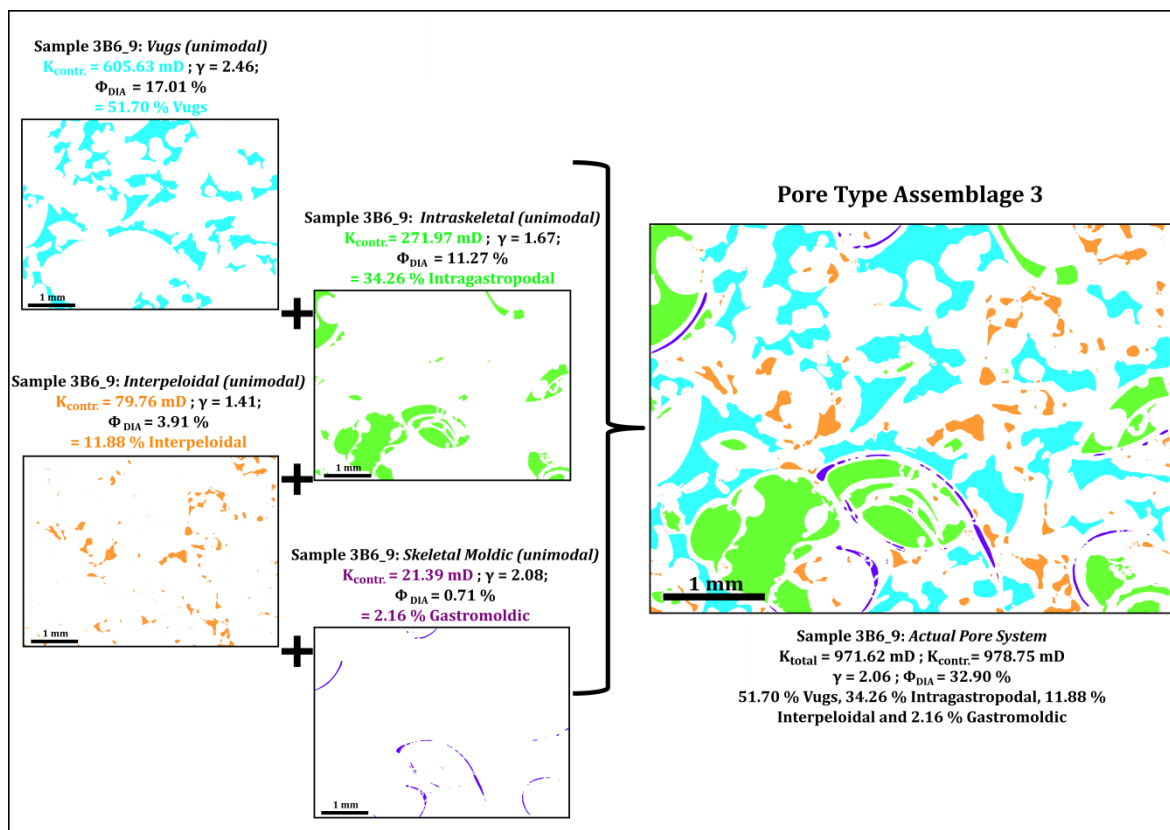 Sample 3B6_9: Vugs (unimodal)
Kcontr. = 605.63 mD ; γ = 2.46;
ΦDIA = 17.01 %
= 51.70 % Vugs
1 mm
Sample 3B6_9: Intraskeletal (unimodal)
Kcontr.= 271.97 mD ; γ = 1.67;
ΦDIA = 11.27 %
= 34.26 % Intragastropodal
1 mm
+
Sample 3B6_9: Interpeloidal (unimodal)
Kcontr. = 79.76 mD ; γ = 1.41;
ΦDIA = 3.91 %
= 11.88 % Interpeloidal
1 mm
+
Sample 3B6_9: Skeletal Moldic (unimodal)
Kcontr. = 21.39 mD ; γ = 2.08;
ΦDIA = 0.71 %
= 2.16 % Gastromoldic
1 mm
+
Pore Type Assemblage 3
1 mm
Sample 3B6_9: Actual Pore System
Ktotal = 971.62 mD ; Kcontr.= 978.75 mD
γ = 2.06 ; ΦDIA = 32.90 %
51.70 % Vugs, 34.26 % Intragastropodal, 11.88 %
Interpeloidal and 2.16 % Gastromoldic